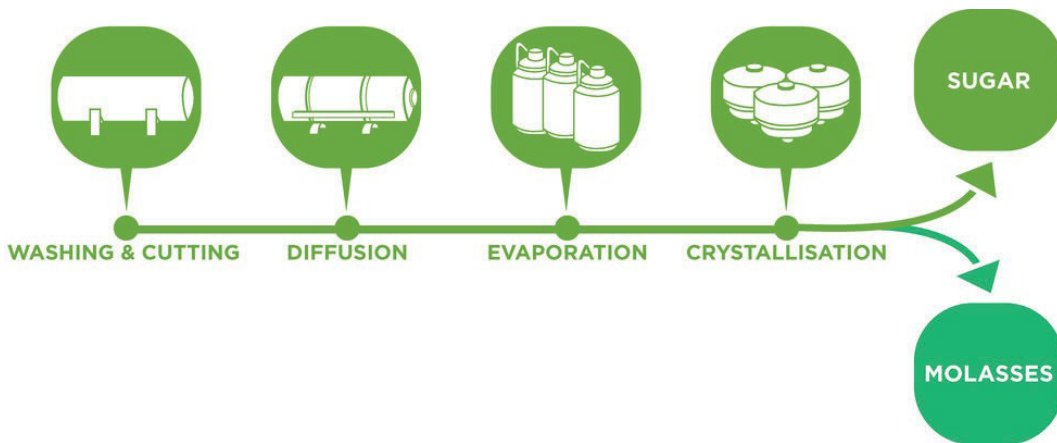 SUGAR
WASHING & CUTTING
DIFFUSION
EVAPORATION
CRYSTALLISATION
MOLASSES